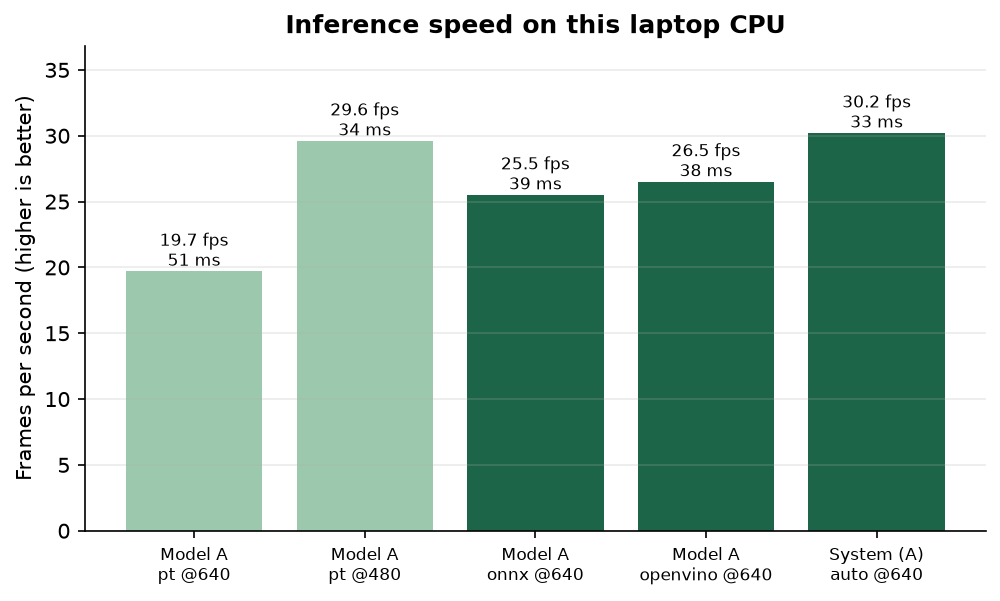 Inference speed on this laptop CPU
Frames per second (higher is better)
35
30
25
20
15
10
5
0
19.7 fps
51 ms
29.6 fps
34 ms
25.5 fps
39 ms
26.5 fps
38 ms
30.2 fps
33 ms
Model A
pt @640
Model A
pt @480
Model A
onnx @640
Model A
openvino @640
System (A)
auto @640